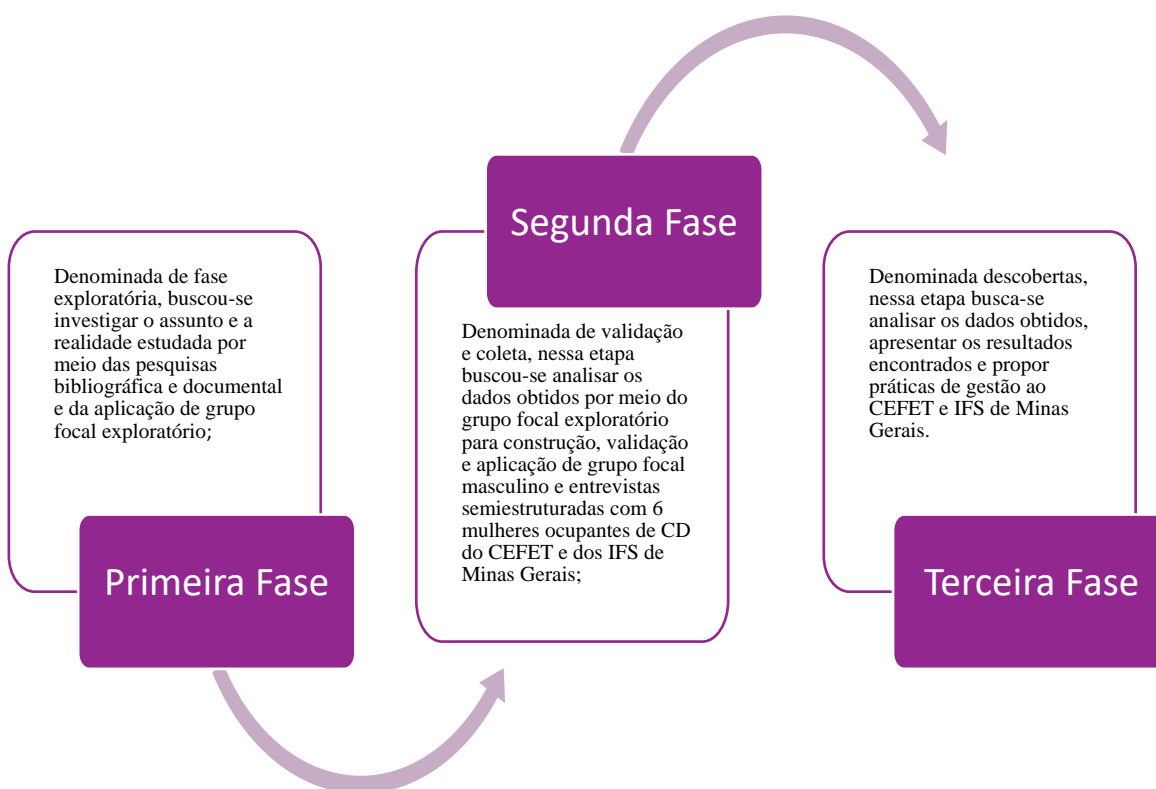 Denominada de fase
exploratória, buscou-se
investigar o assunto e a
realidade estudada por
meio das pesquisas
bibliográfica e documental
e da aplicação de grupo
focal exploratório;
Primeira Fase
Segunda Fase
Denominada de validação
e coleta, nessa etapa
buscou-se analisar os
dados obtidos por meio do
grupo focal exploratório
para construção, validação
e aplicação de grupo focal
masculino e entrevistas
semiestruturadas com 6
mulheres ocupantes de CD
do CEFET e dos IFS de
Minas Gerais;
Denominada descobertas,
nessa etapa busca-se
analisar os dados obtidos,
apresentar os resultados
encontrados e propor
práticas de gestão ao
CEFET e IFS de Minas
Gerais.
Terceira Fase